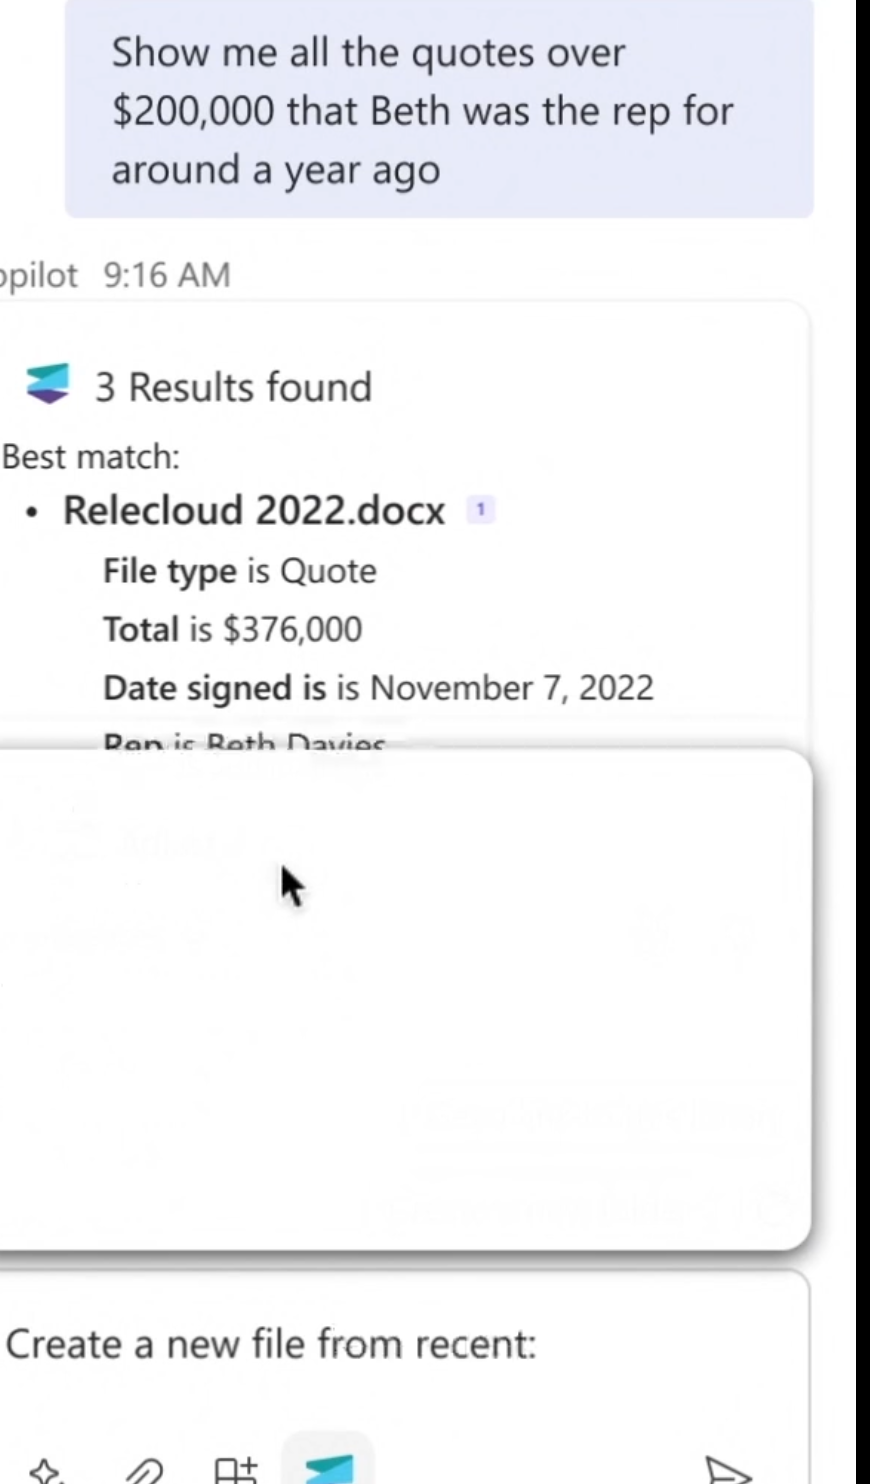 Show me all the quotes over
$200,000 that Beth was the rep for
around a year ago
opilot 9:16 AM
3 Results found
Best match:
• Relecloud 2022.docx 1
File type is Quote
Total is $376,000
Date signed is is November 7, 2022
Rep is Beth Davies
Create a new file from recent: